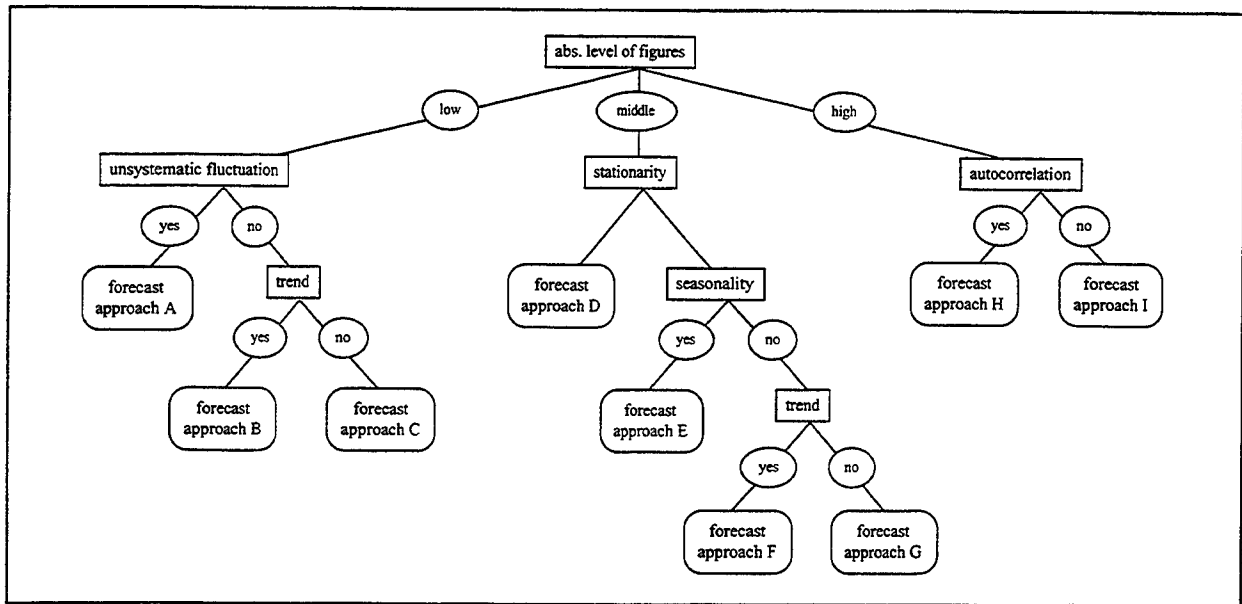 abs. level of figures
low
middle
high
unsystematic fluctuation
stationarity
autocorrelation
yes
no
yes
no
forecast
approach A
trend
forecast
approach D
seasonality
forecast
approach H
forecast
approach I
yes
no
yes
no
forecast
approach B
forecast
approach C
forecast
approach E
trend
yes
no
forecast
approach F
forecast
approach G